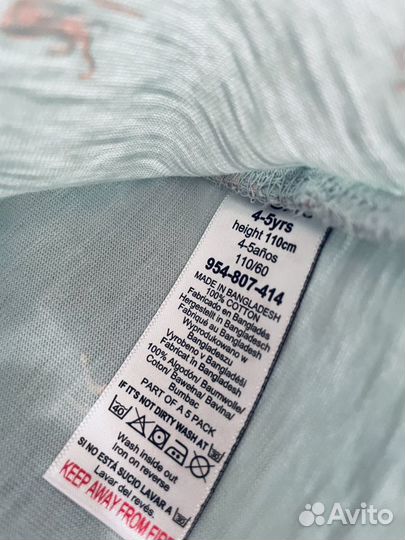 4-5yrs
height 110cm
4-5años
110/60
954-807-414
MADE IN BANGLADESH
100% COTTON
Fabricado en Bangladés
Hergestellt in Bangladesch
Fabriqué au Bangladesh
Wyprodukowano w
Bangladeszu
Vyrobeno v Bangladéši
Fabricat în Bangladesh
100% Algodón/ Baumwolle/
Coton/ Bawełna/ Bavlna/
Bumbac
PART OF A 5 PACK
IF IT'S NOT DIRTY WASH AT 30
40
Wash inside out
Iron on reverse
SI NO ESTÁ SUCIO LAVAR A 30
Lavar del revés.
KEEP AWAY FROM FIRE
Avito